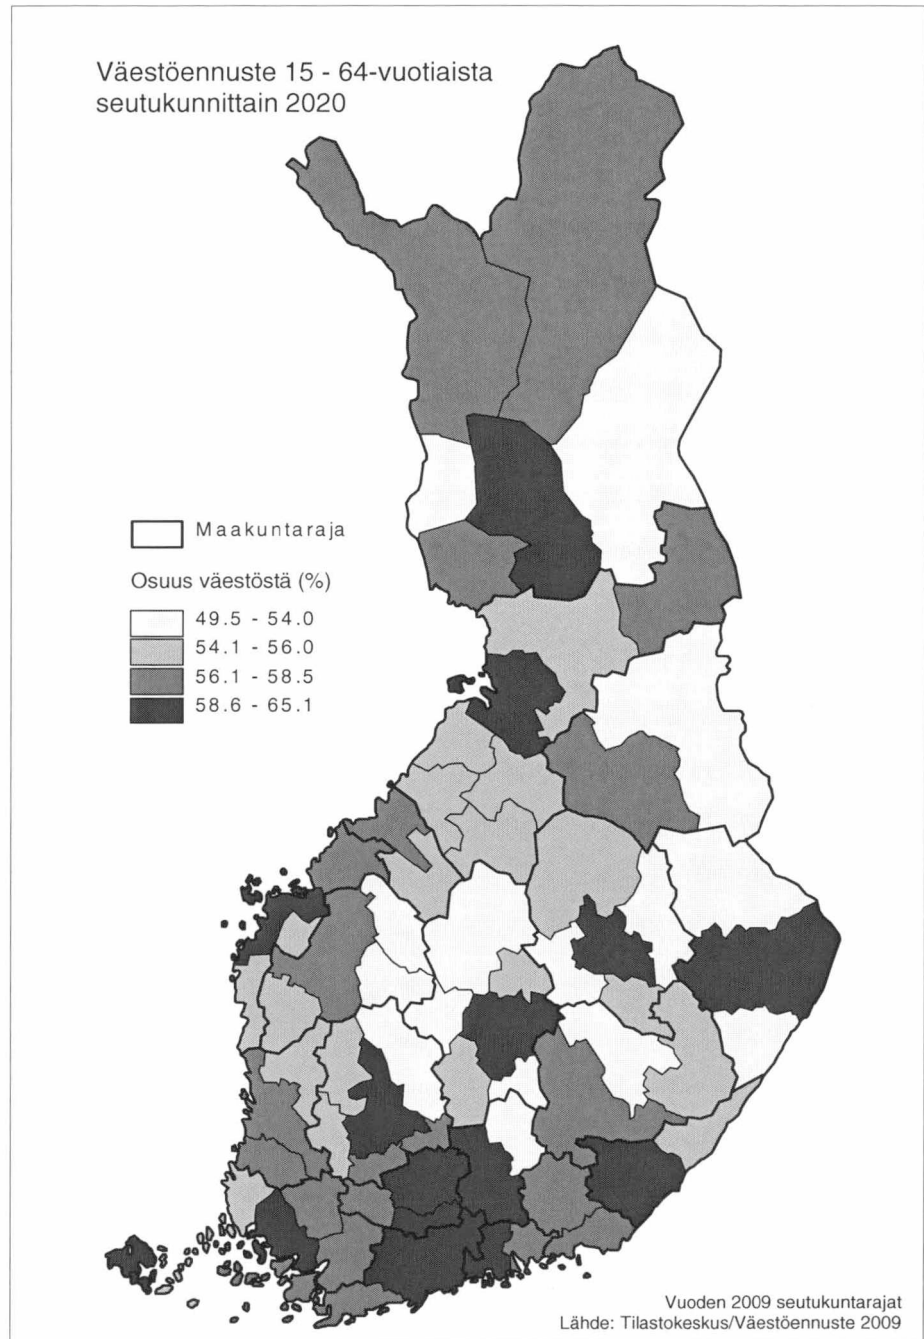 Väestöennuste 15 - 64-vuotiaista
seutukunnittain 2020
Maakuntaraja
Osuus väestöstä (%)
49.5 - 54.0
54.1 - 56.0
56.1 - 58.5
58.6 - 65.1
Vuoden 2009 seutukuntarajat
Lähde: Tilastokeskus/Väestöennuste 2009